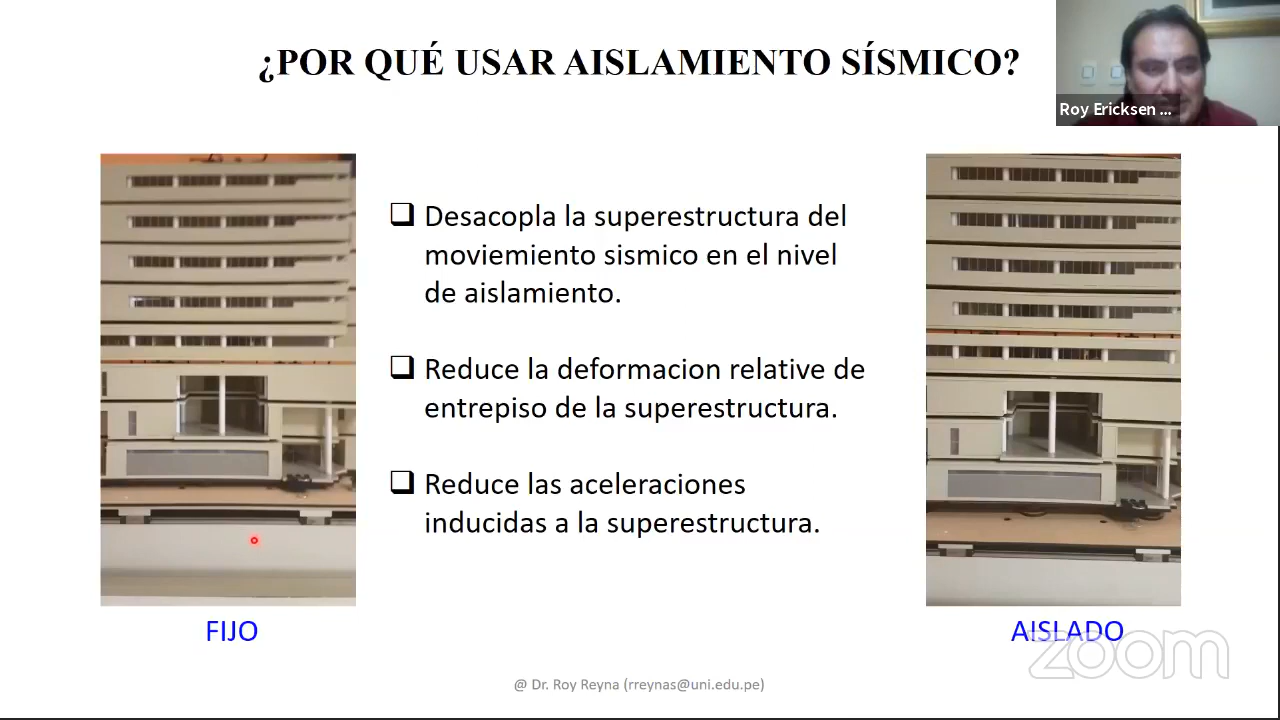 ¿POR QUÉ USAR AISLAMIENTO SÍSMICO?
Roy Ericksen ...
❑ Desacopla la superestructura del
moviemiento sismico en el nivel
de aislamiento.
❑ Reduce la deformacion relative de
entrepiso de la superestructura.
❑ Reduce las aceleraciones
inducidas a la superestructura.
FIJO
AISLADO
zoom
@ Dr. Roy Reyna (rreynas@uni.edu.pe)